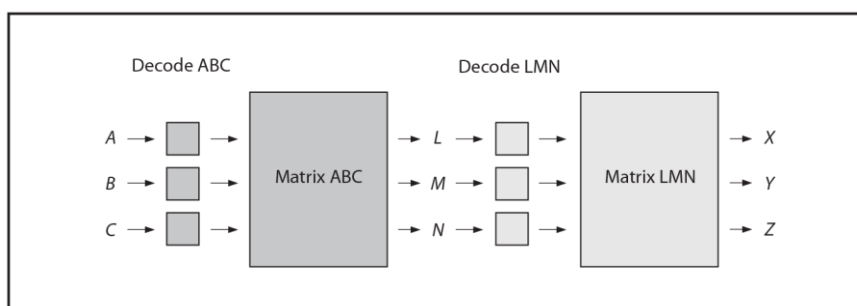 Decode ABC
Decode LMN
A
L
X
B
Matrix ABC
M
Matrix LMN
Y
C
N
Z